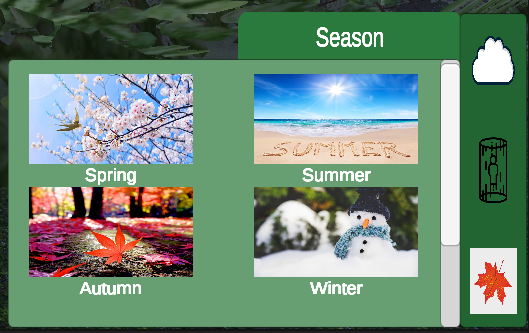 Season
Spring
Summer
SUMMER
Autumn
Winter